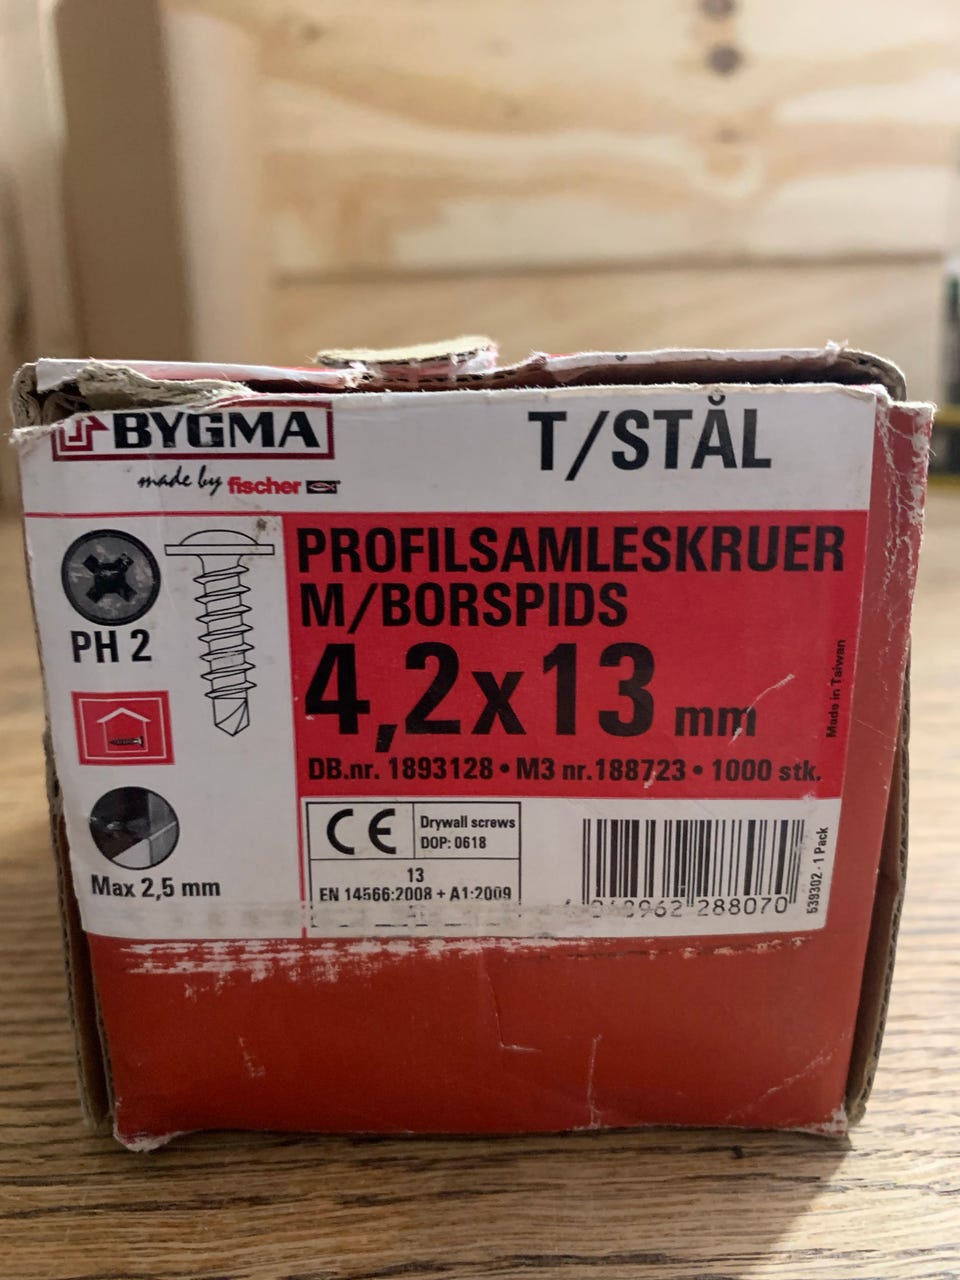 BYGMA
made by fischer
T/STÅL
PROFILSAMLESKRUER
M/BORSPIDS
4,2x13 mm
DB.nr. 1893128 • M3 nr.188723 • 1000 stk.
Made in Taiwan
PH 2
Max 2,5 mm
CE
Drywall screws
DOP: 0618
13
EN 14566:2008 + A1:2009
288070
539302 - 1 Pack